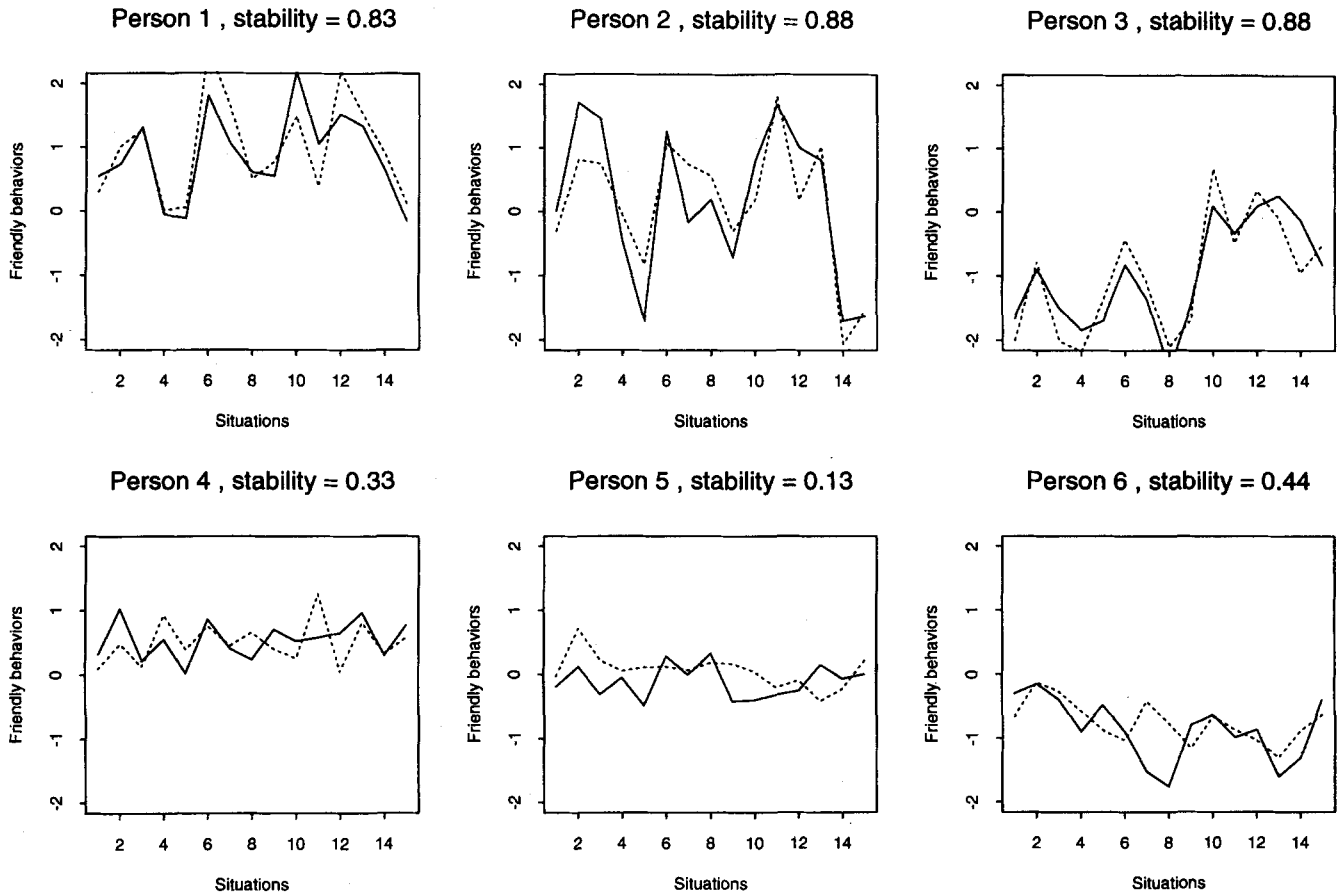 Person 1 , stability = 0.83
Person 2 , stability = 0.88
Person 3 , stability = 0.88
Friendly behaviors
2
1
0
-1
-2
2 4 6 8 10 12 14
Situations
Friendly behaviors
2
1
0
-1
-2
2 4 6 8 10 12 14
Situations
Friendly behaviors
2
1
0
-1
-2
2 4 6 8 10 12 14
Situations
Person 4 , stability = 0.33
Person 5 , stability = 0.13
Person 6 , stability = 0.44
Friendly behaviors
2
1
0
-1
-2
2 4 6 8 10 12 14
Situations
Friendly behaviors
2
1
0
-1
-2
2 4 6 8 10 12 14
Situations
Friendly behaviors
2
1
0
-1
-2
2 4 6 8 10 12 14
Situations